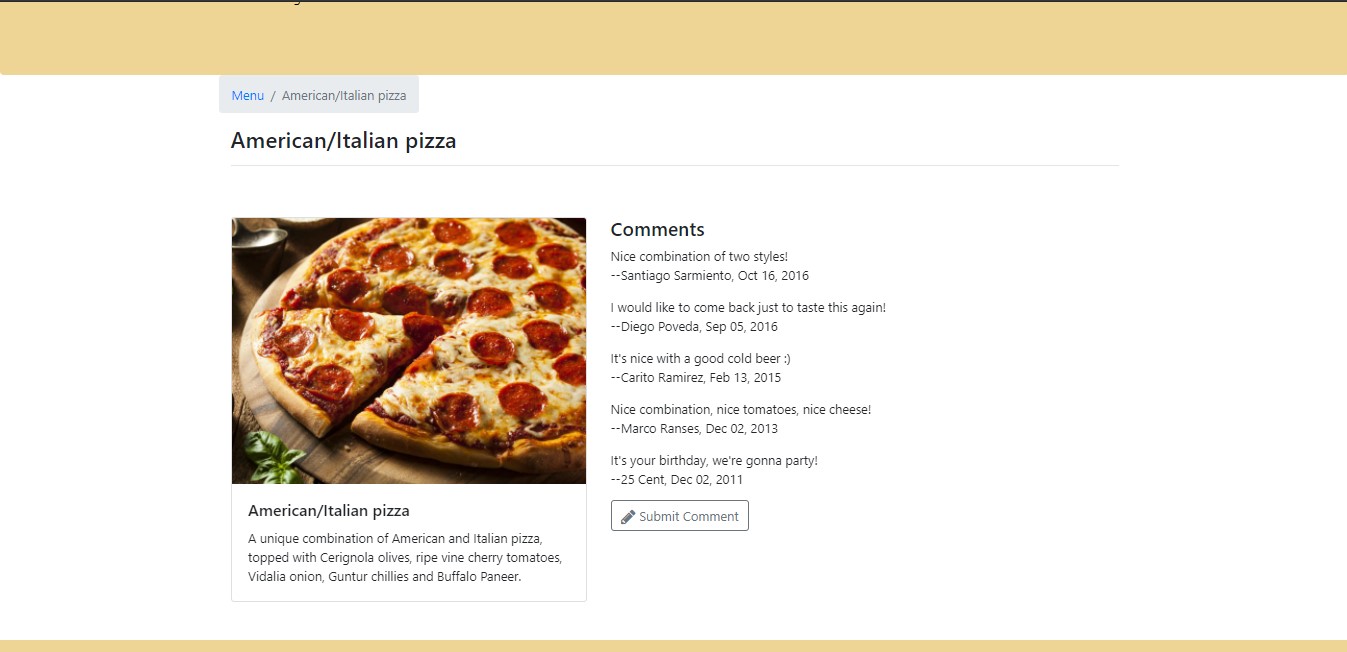 Menu / American/Italian pizza
American/Italian pizza
American/Italian pizza
A unique combination of American and Italian pizza,
topped with Cerignola olives, ripe vine cherry tomatoes,
Vidalia onion, Guntur chillies and Buffalo Paneer.
Comments
Nice combination of two styles!
--Santiago Sarmiento, Oct 16, 2016
I would like to come back just to taste this again!
--Diego Poveda, Sep 05, 2016
It's nice with a good cold beer :)
--Carito Ramirez, Feb 13, 2015
Nice combination, nice tomatoes, nice cheese!
--Marco Ranses, Dec 02, 2013
It's your birthday, we're gonna party!
--25 Cent, Dec 02, 2011
Submit Comment